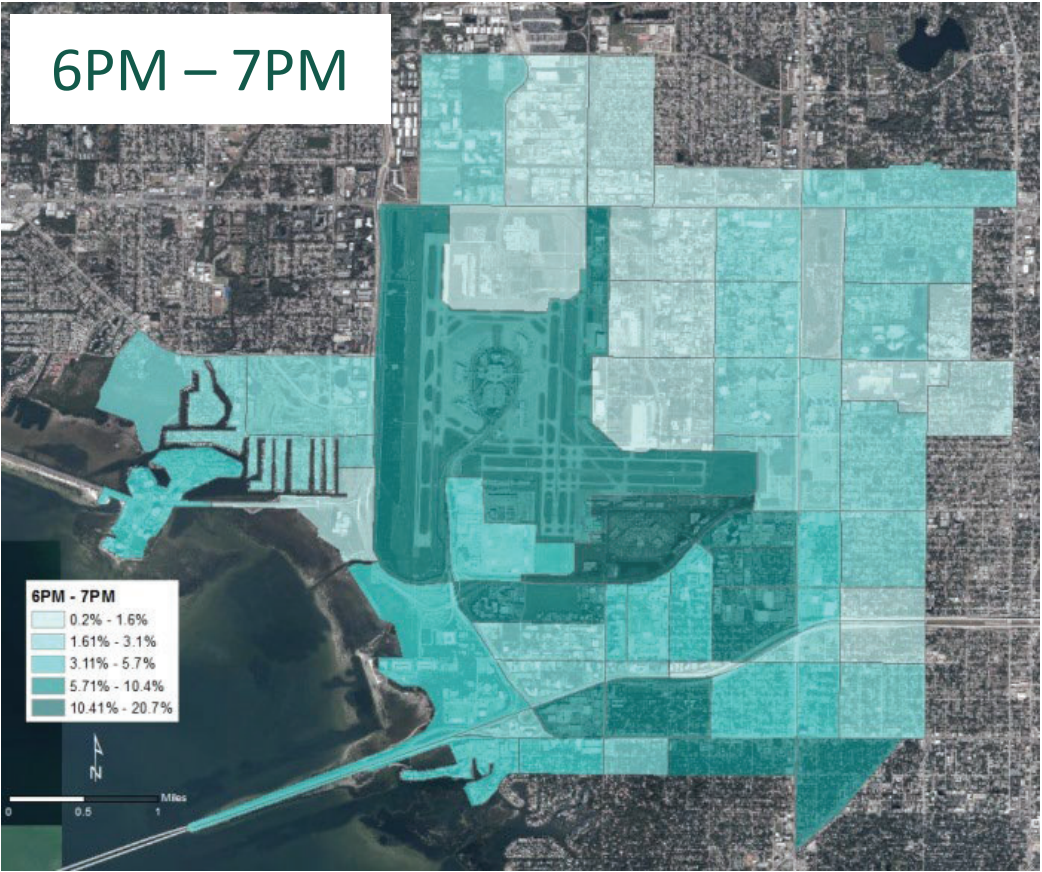 6PM – 7PM
6PM - 7PM
0.2% - 1.6%
1.61% - 3.1%
3.11% - 5.7%
5.71% - 10.4%
10.41% - 20.7%
N
Miles
0 0.5 1